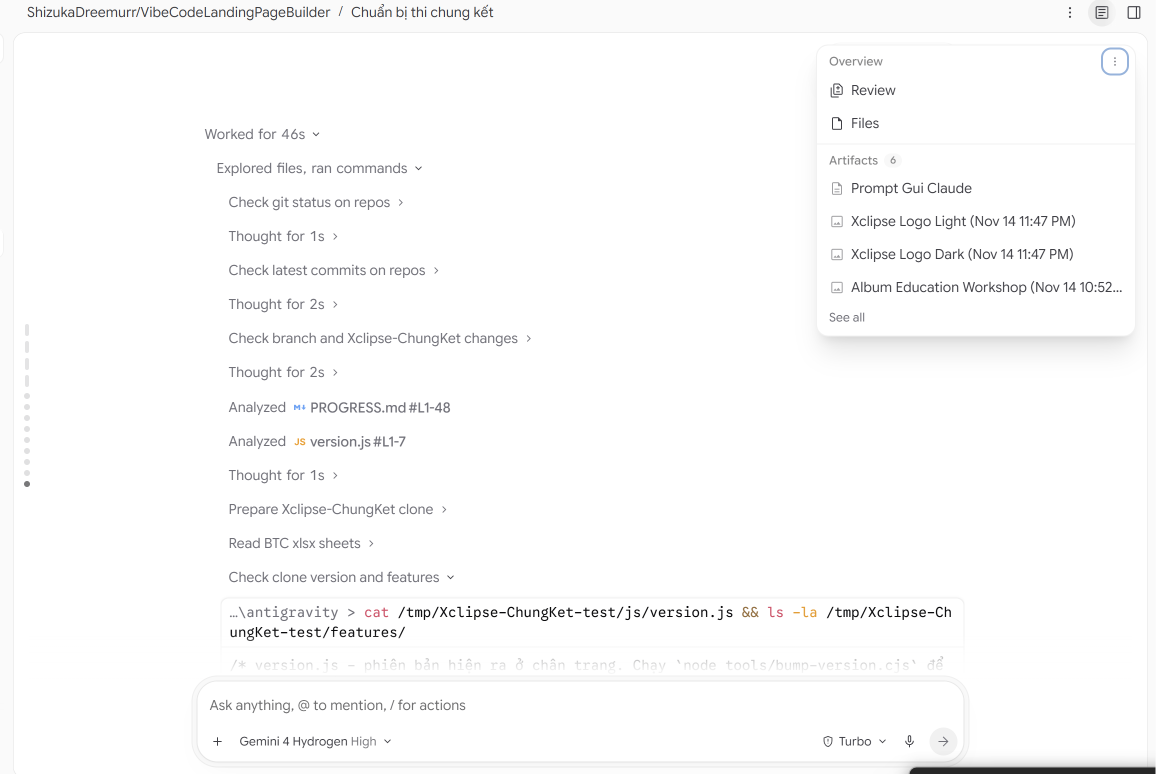 ShizukaDreemurr/VibeCodeLandingPageBuilder / Chuẩn bị thi chung kết
Overview
Review
Files
Artifacts 6
Prompt Gui Claude
Xclipse Logo Light (Nov 14 11:47 PM)
Xclipse Logo Dark (Nov 14 11:47 PM)
Album Education Workshop (Nov 14 10:52...
See all
Worked for 46s
Explored files, ran commands
Check git status on repos
Thought for 1s
Check latest commits on repos
Thought for 2s
Check branch and Xclipse-ChungKet changes
Thought for 2s
Analyzed M↓ PROGRESS.md #L1-48
Analyzed JS version.js #L1-7
Thought for 1s
Prepare Xclipse-ChungKet clone
Read BTC xlsx sheets
Check clone version and features
…\antigravity > cat /tmp/Xclipse-ChungKet-test/js/version.js && ls -la /tmp/Xclipse-Ch
ungKet-test/features/
/* version.js — phiên bản hiện ra ở chân trang. Chạy `node tools/bump-version.cjs` để
Ask anything, @ to mention, / for actions
Gemini 4 Hydrogen High
Turbo